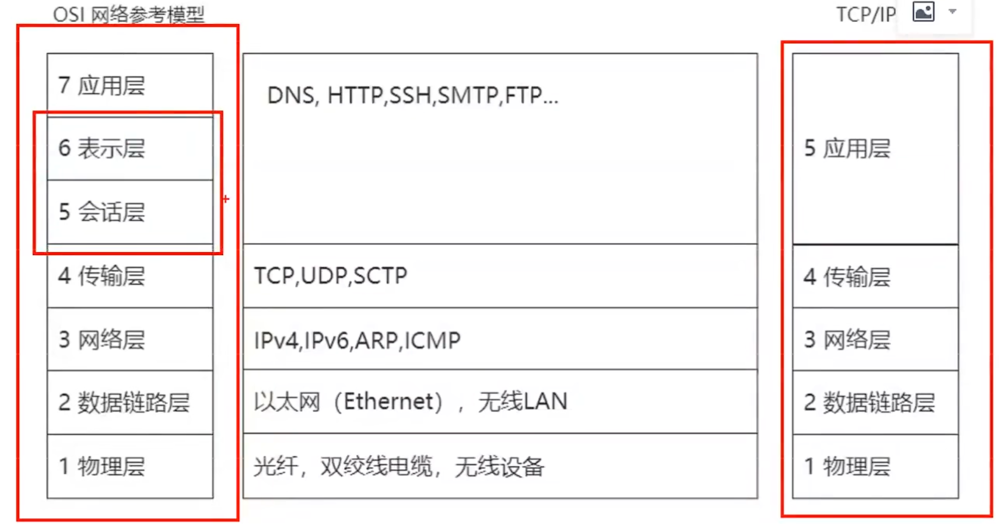 OSI 网络参考模型
TCP/IP
7 应用层
DNS, HTTP,SSH,SMTP,FTP...
6 表示层
5 应用层
5 会话层
4 传输层
TCP,UDP,SCTP
4 传输层
3 网络层
IPv4,IPv6,ARP,ICMP
3 网络层
2 数据链路层
以太网（Ethernet），无线LAN
2 数据链路层
1 物理层
光纤，双绞线电缆，无线设备
1 物理层